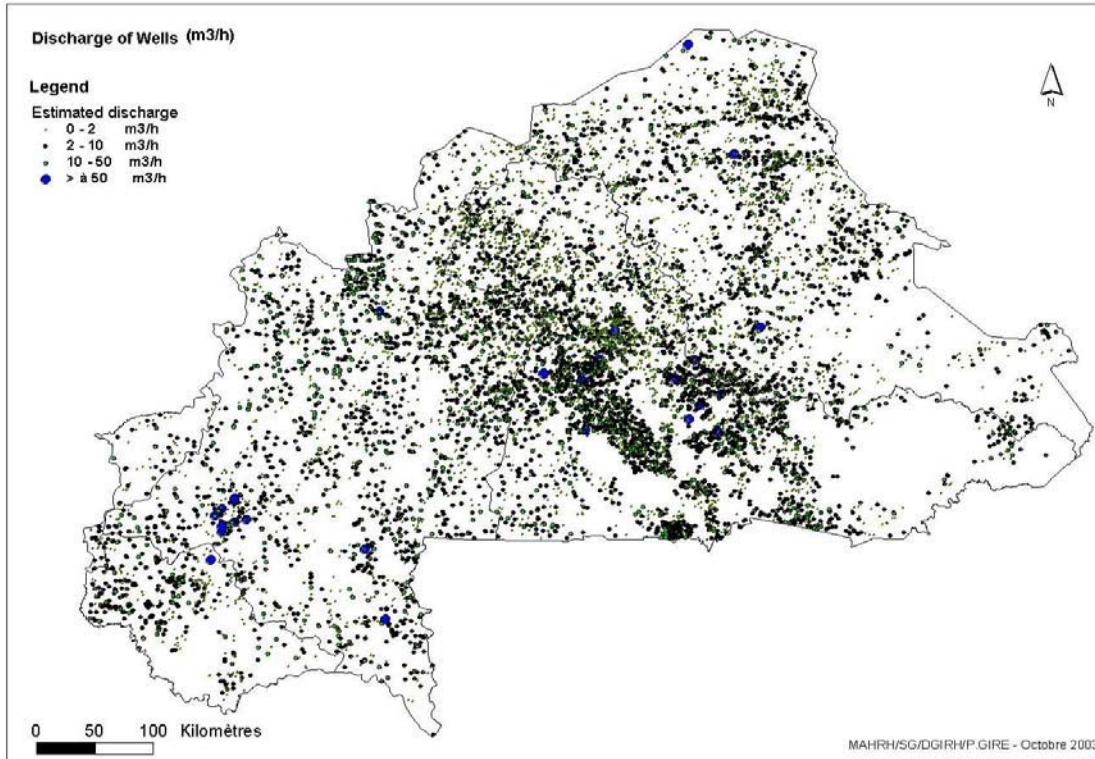 Discharge of Wells (m3/h)
Legend
Estimated discharge
0 - 2 m3/h
2 - 10 m3/h
10 - 50 m3/h
> à 50 m3/h
N
0 50 100 Kilomètres
MAHRH/SG/DGIRH/P.GIRE - Octobre 2003